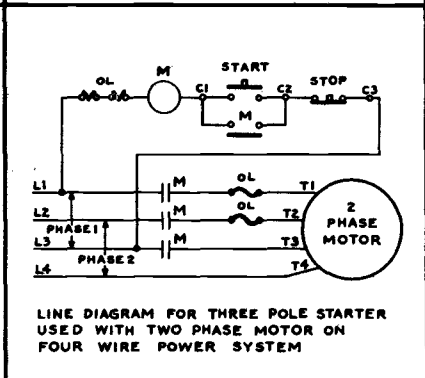 OL M START STOP
C1 C2 C3
M
L1 M OL T1
OL
L2 M T2
PHASE 1
L3 M T3
PHASE 2
L4 T4
2
PHASE
MOTOR
LINE DIAGRAM FOR THREE POLE STARTER
USED WITH TWO PHASE MOTOR ON
FOUR WIRE POWER SYSTEM